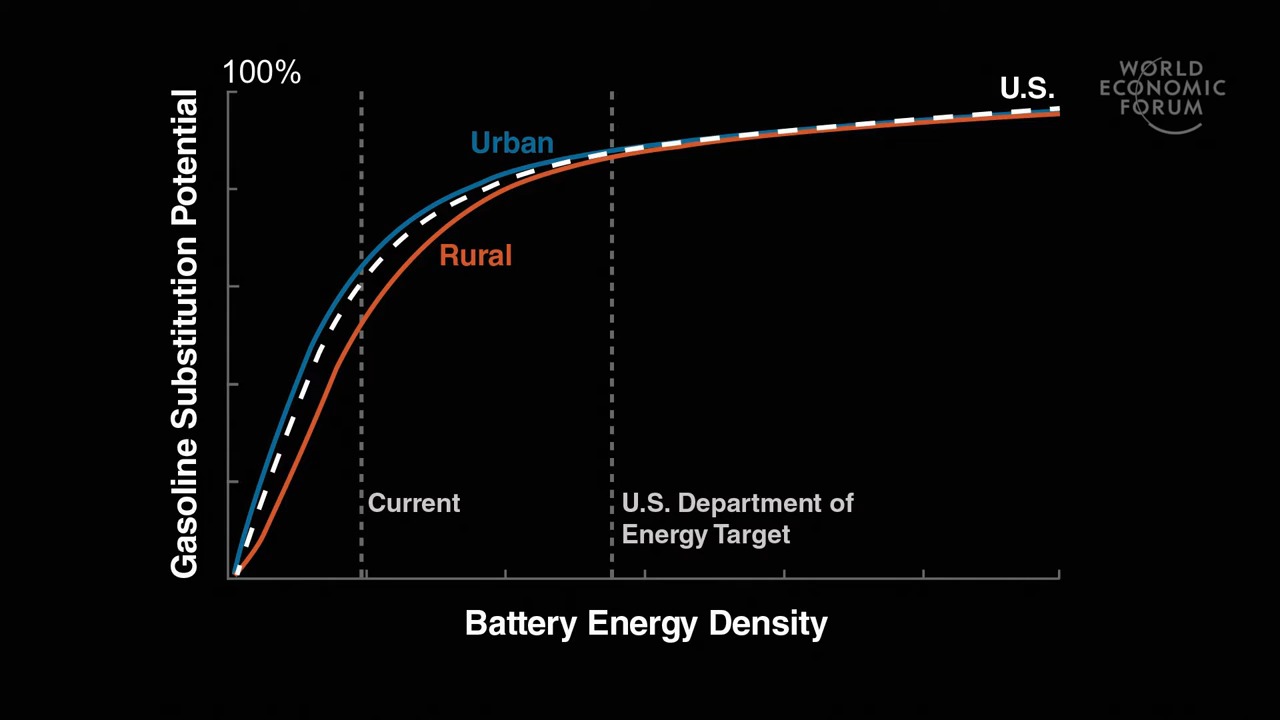 100%
WORLD
ECONOMIC
FORUM
U.S.
Urban
Rural
Gasoline Substitution Potential
Current
U.S. Department of
Energy Target
Battery Energy Density